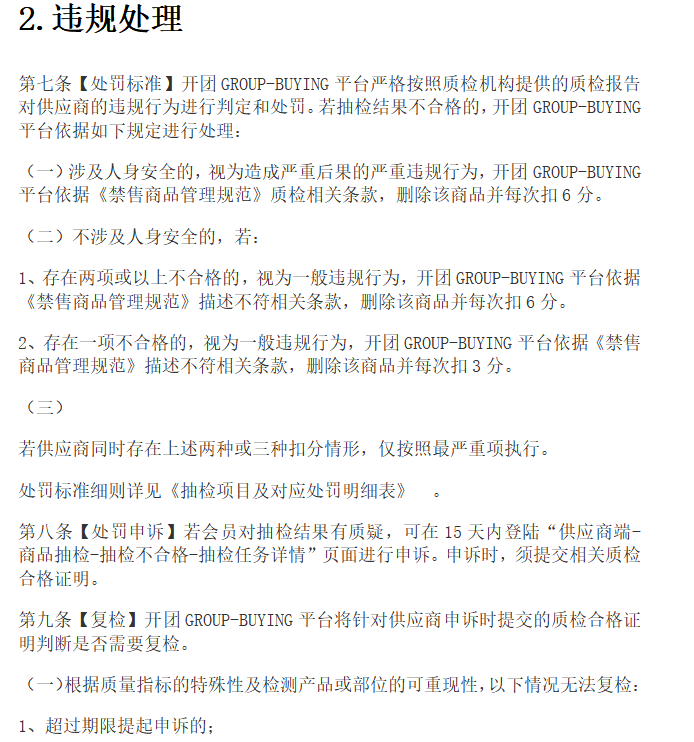 2.违规处理
第七条【处罚标准】开团 GROUP-BUYING 平台严格按照质检机构提供的质检报告
对供应商的违规行为进行判定和处罚。若抽检结果不合格的,开团 GROUP-BUYING
平台依据如下规定进行处理:
（一）涉及人身安全的，视为造成严重后果的严重违规行为，开团 GROUP-BUYING
平台依据《禁售商品管理规范》质检相关条款，删除该商品并每次扣 6 分。
（二）不涉及人身安全的，若:
1、存在两项或以上不合格的，视为一般违规行为，开团 GROUP-BUYING 平台依据
《禁售商品管理规范》描述不符相关条款，删除该商品并每次扣 6 分。
2、存在一项不合格的，视为一般违规行为，开团 GROUP-BUYING 平台依据《禁售
商品管理规范》描述不符相关条款，删除该商品并每次扣 3 分。
（三）
若供应商同时存在上述两种或三种扣分情形，仅按照最严重项执行。
处罚标准细则详见《抽检项目及对应处罚明细表》 。
第八条【处罚申诉】若会员对抽检结果有质疑，可在 15 天内登陆“供应商端-
商品抽检-抽检不合格-抽检任务详情”页面进行申诉。申诉时，须提交相关质检
合格证明。
第九条【复检】开团 GROUP-BUYING 平台将针对供应商申诉时提交的质检合格证
明判断是否需要复检。
（一)根据质量指标的特殊性及检测产品或部位的可重现性,以下情况无法复检:
1、超过期限提起申诉的;